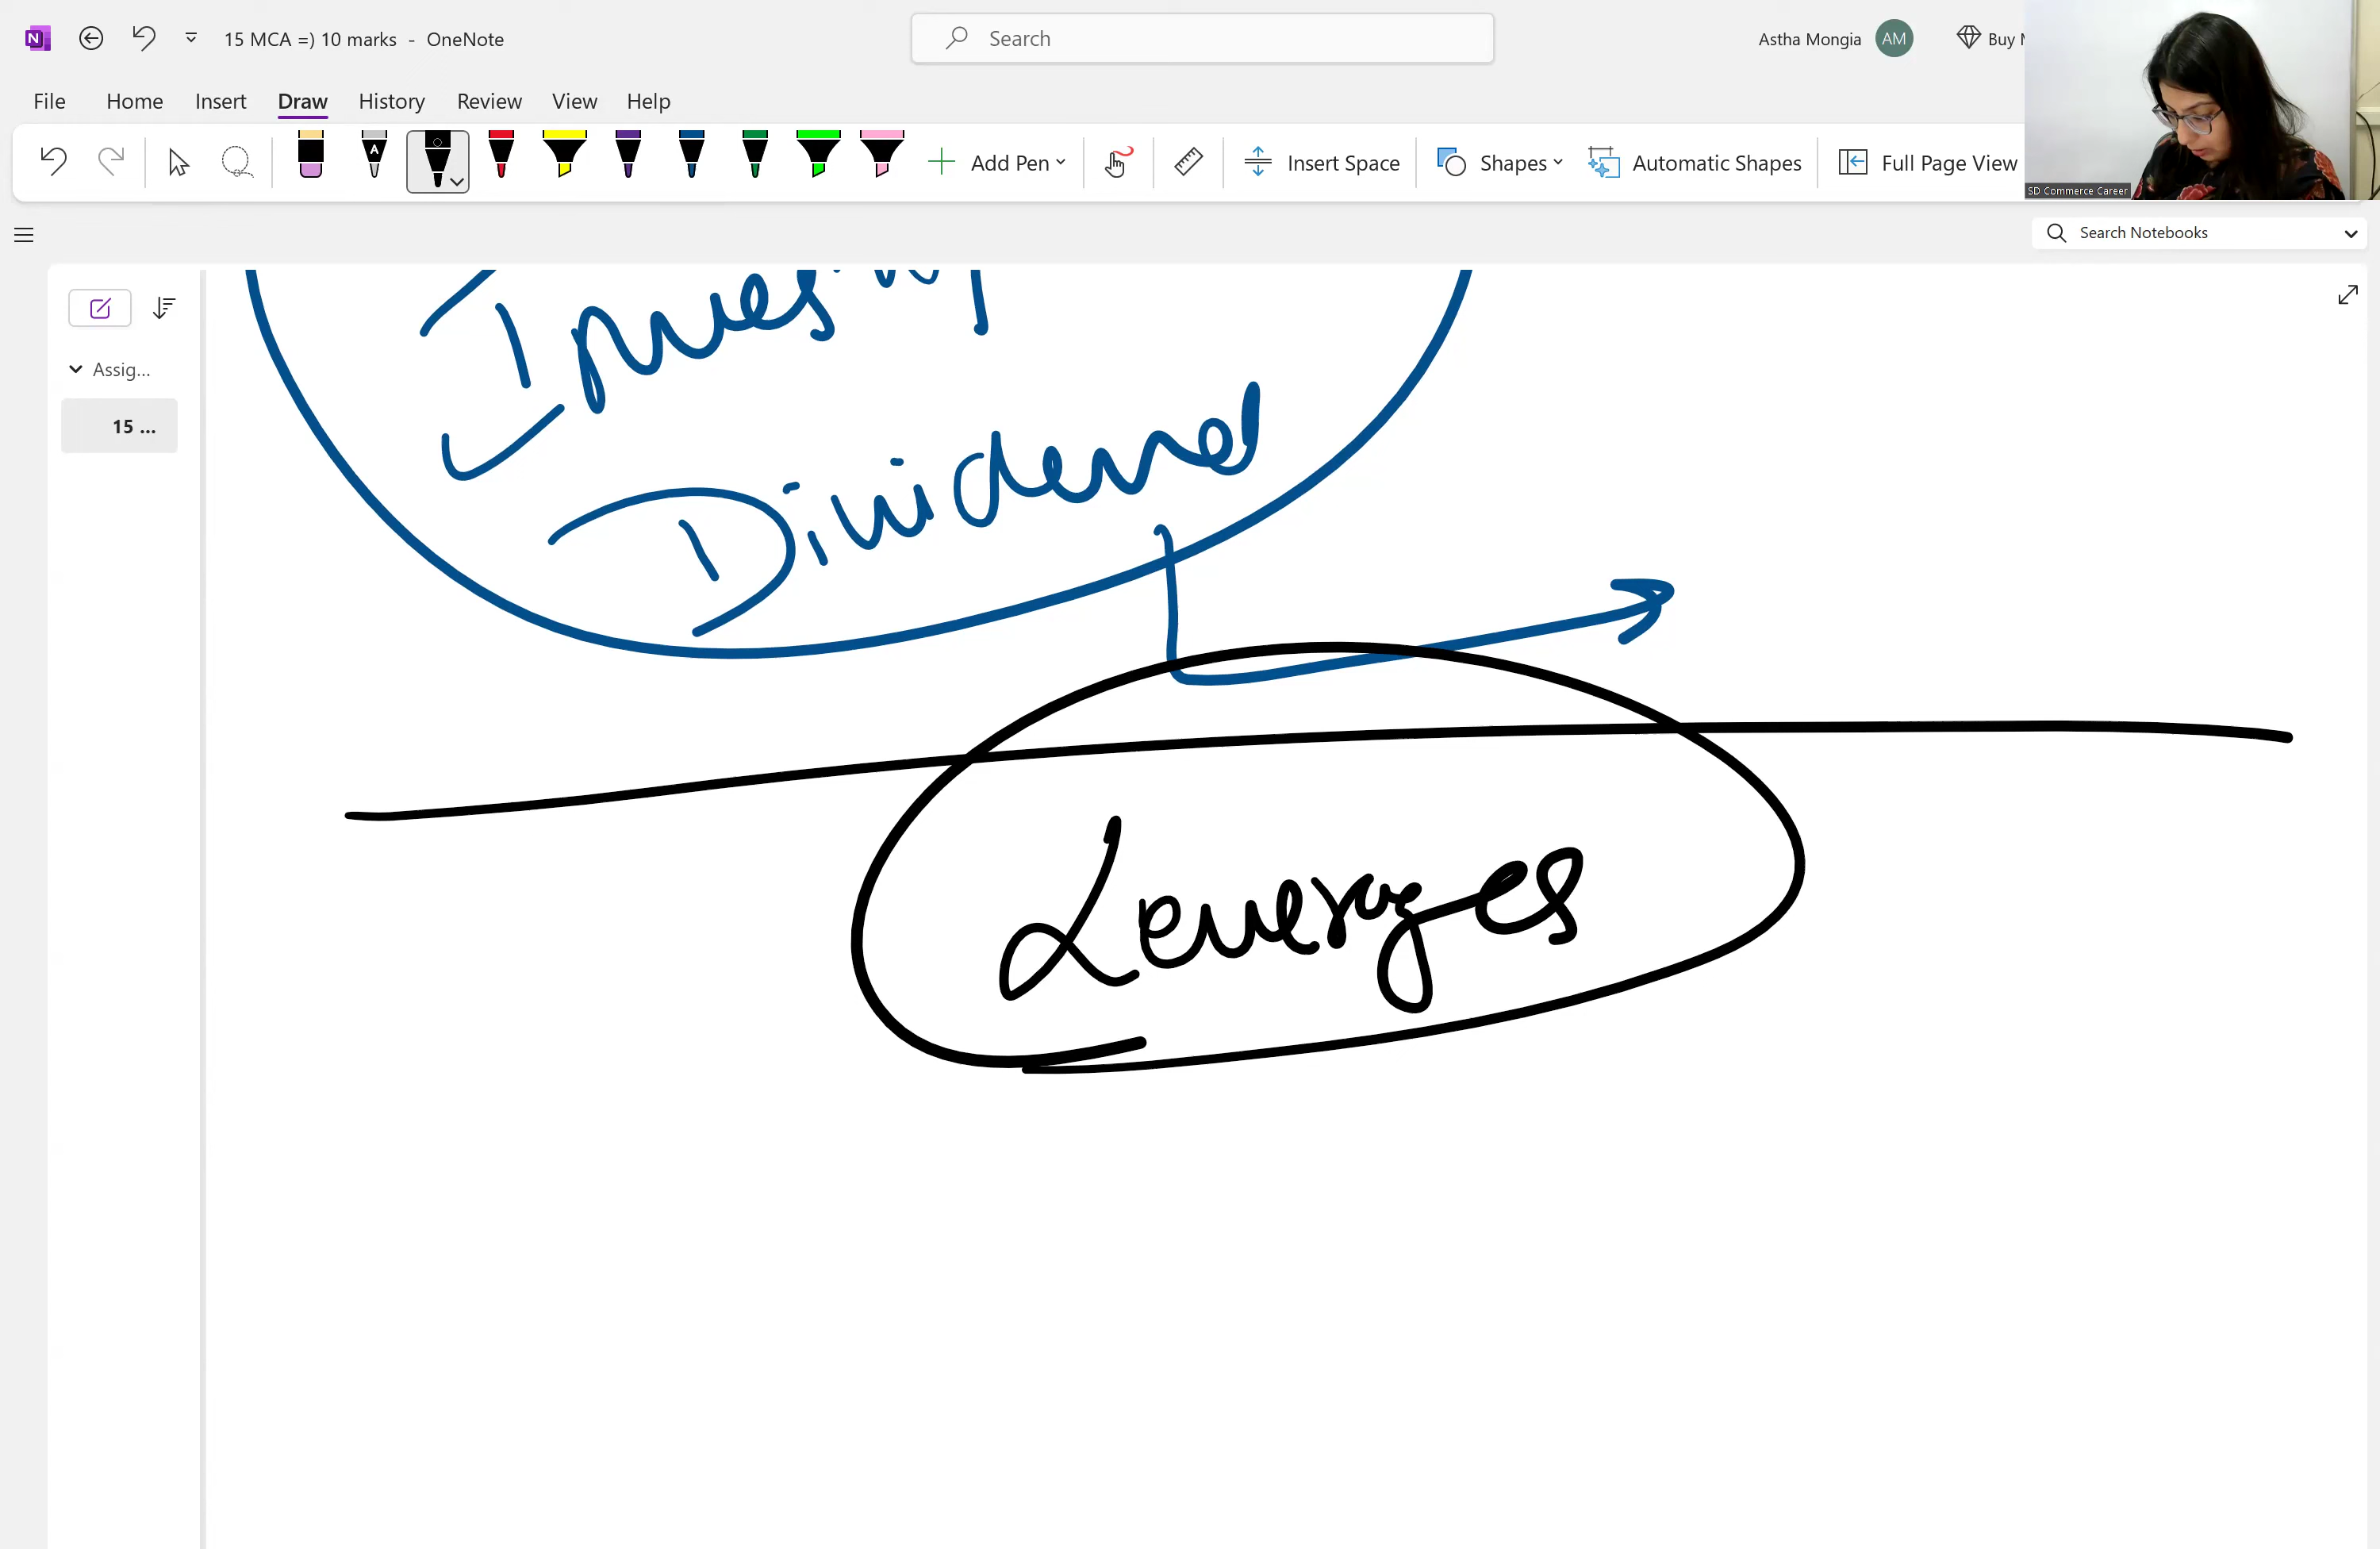 15 MCA =) 10 marks - OneNote
Search
Astha Mongia AM
Buy
File Home Insert Draw History Review View Help
A
Add Pen
Insert Space
Shapes
Automatic Shapes
Full Page View
SD Commerce Career
Search Notebooks
Assig...
15 ...
Dividend
Leverages